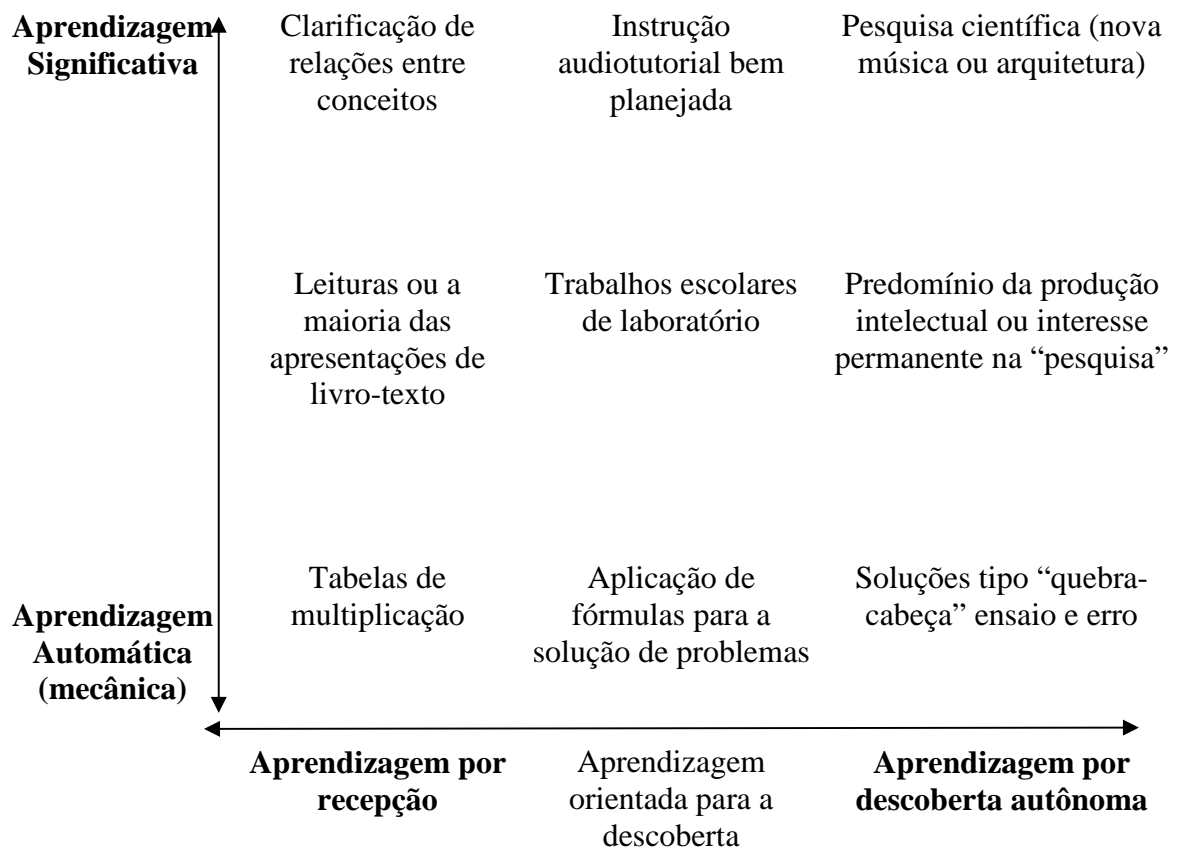 Aprendizagem
Significativa
Clarificação de
relações entre
conceitos
Instrução
audiotutorial bem
planejada
Pesquisa científica (nova
música ou arquitetura)
Leituras ou a
maioria das
apresentações de
livro-texto
Trabalhos escolares
de laboratório
Predomínio da produção
intelectual ou interesse
permanente na “pesquisa”
Aprendizagem
Automática
(mecânica)
Tabelas de
multiplicação
Aplicação de
fórmulas para a
solução de problemas
Soluções tipo “quebra-
cabeça” ensaio e erro
Aprendizagem por
recepção
Aprendizagem
orientada para a
descoberta
Aprendizagem por
descoberta autônoma